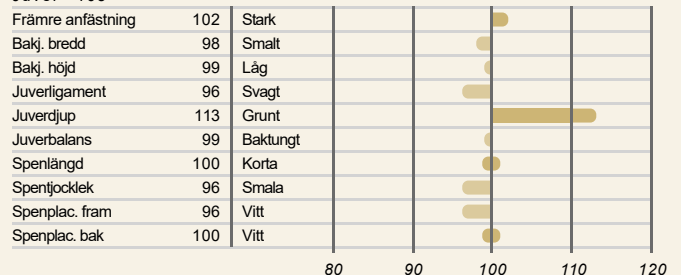 Främre anfästning 102 Stark
Bakj. bredd 98 Smalt
Bakj. höjd 99 Låg
Juverligament 96 Svagt
Juverdjup 113 Grunt
Juverbalans 99 Baktungt
Spenlängd 100 Korta
Spentjocklek 96 Smala
Spenplac. fram 96 Vitt
Spenplac. bak 100 Vitt
80 90 100 110 120